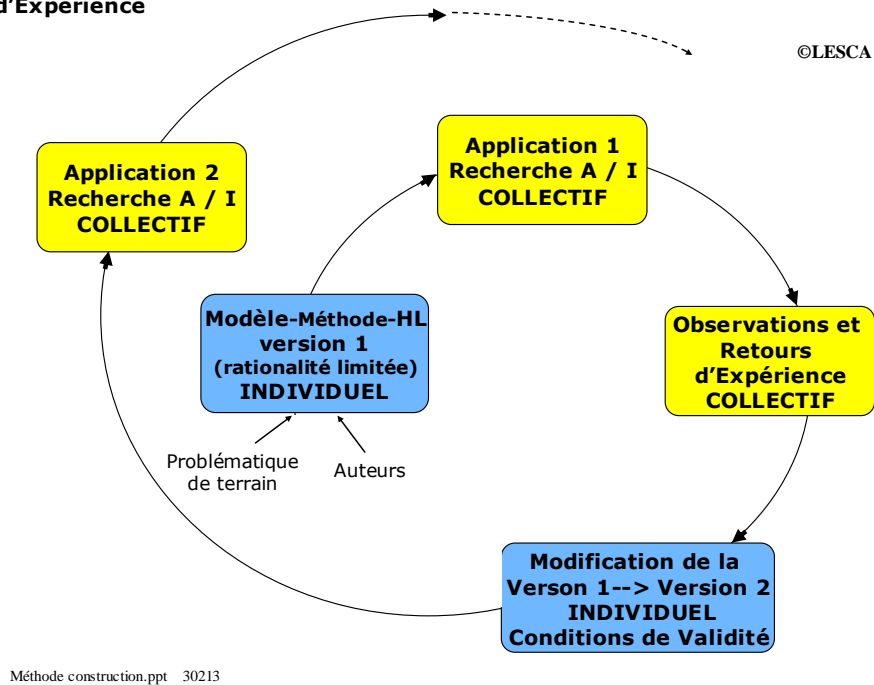 d'Expérience
©LESCA
Application 1
Recherche A / I
COLLECTIF
Application 2
Recherche A / I
COLLECTIF
Modèle-Méthode-HL
version 1
(rationalité limitée)
INDIVIDUEL
Observations et
Retours
d'Expérience
COLLECTIF
Problématique
de terrain
Auteurs
Modification de la
Verson 1--> Version 2
INDIVIDUEL
Conditions de Validité
Méthode construction.ppt 30213